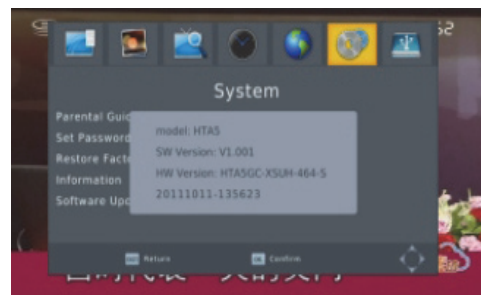 System
Parental Guid
Set Password
Restore Facto
Information
Software Upd
model: HTA5
SW Version: V1.001
HW Version: HTA5GC-XSUH-464-S
20111011-135623
Return
Confirm